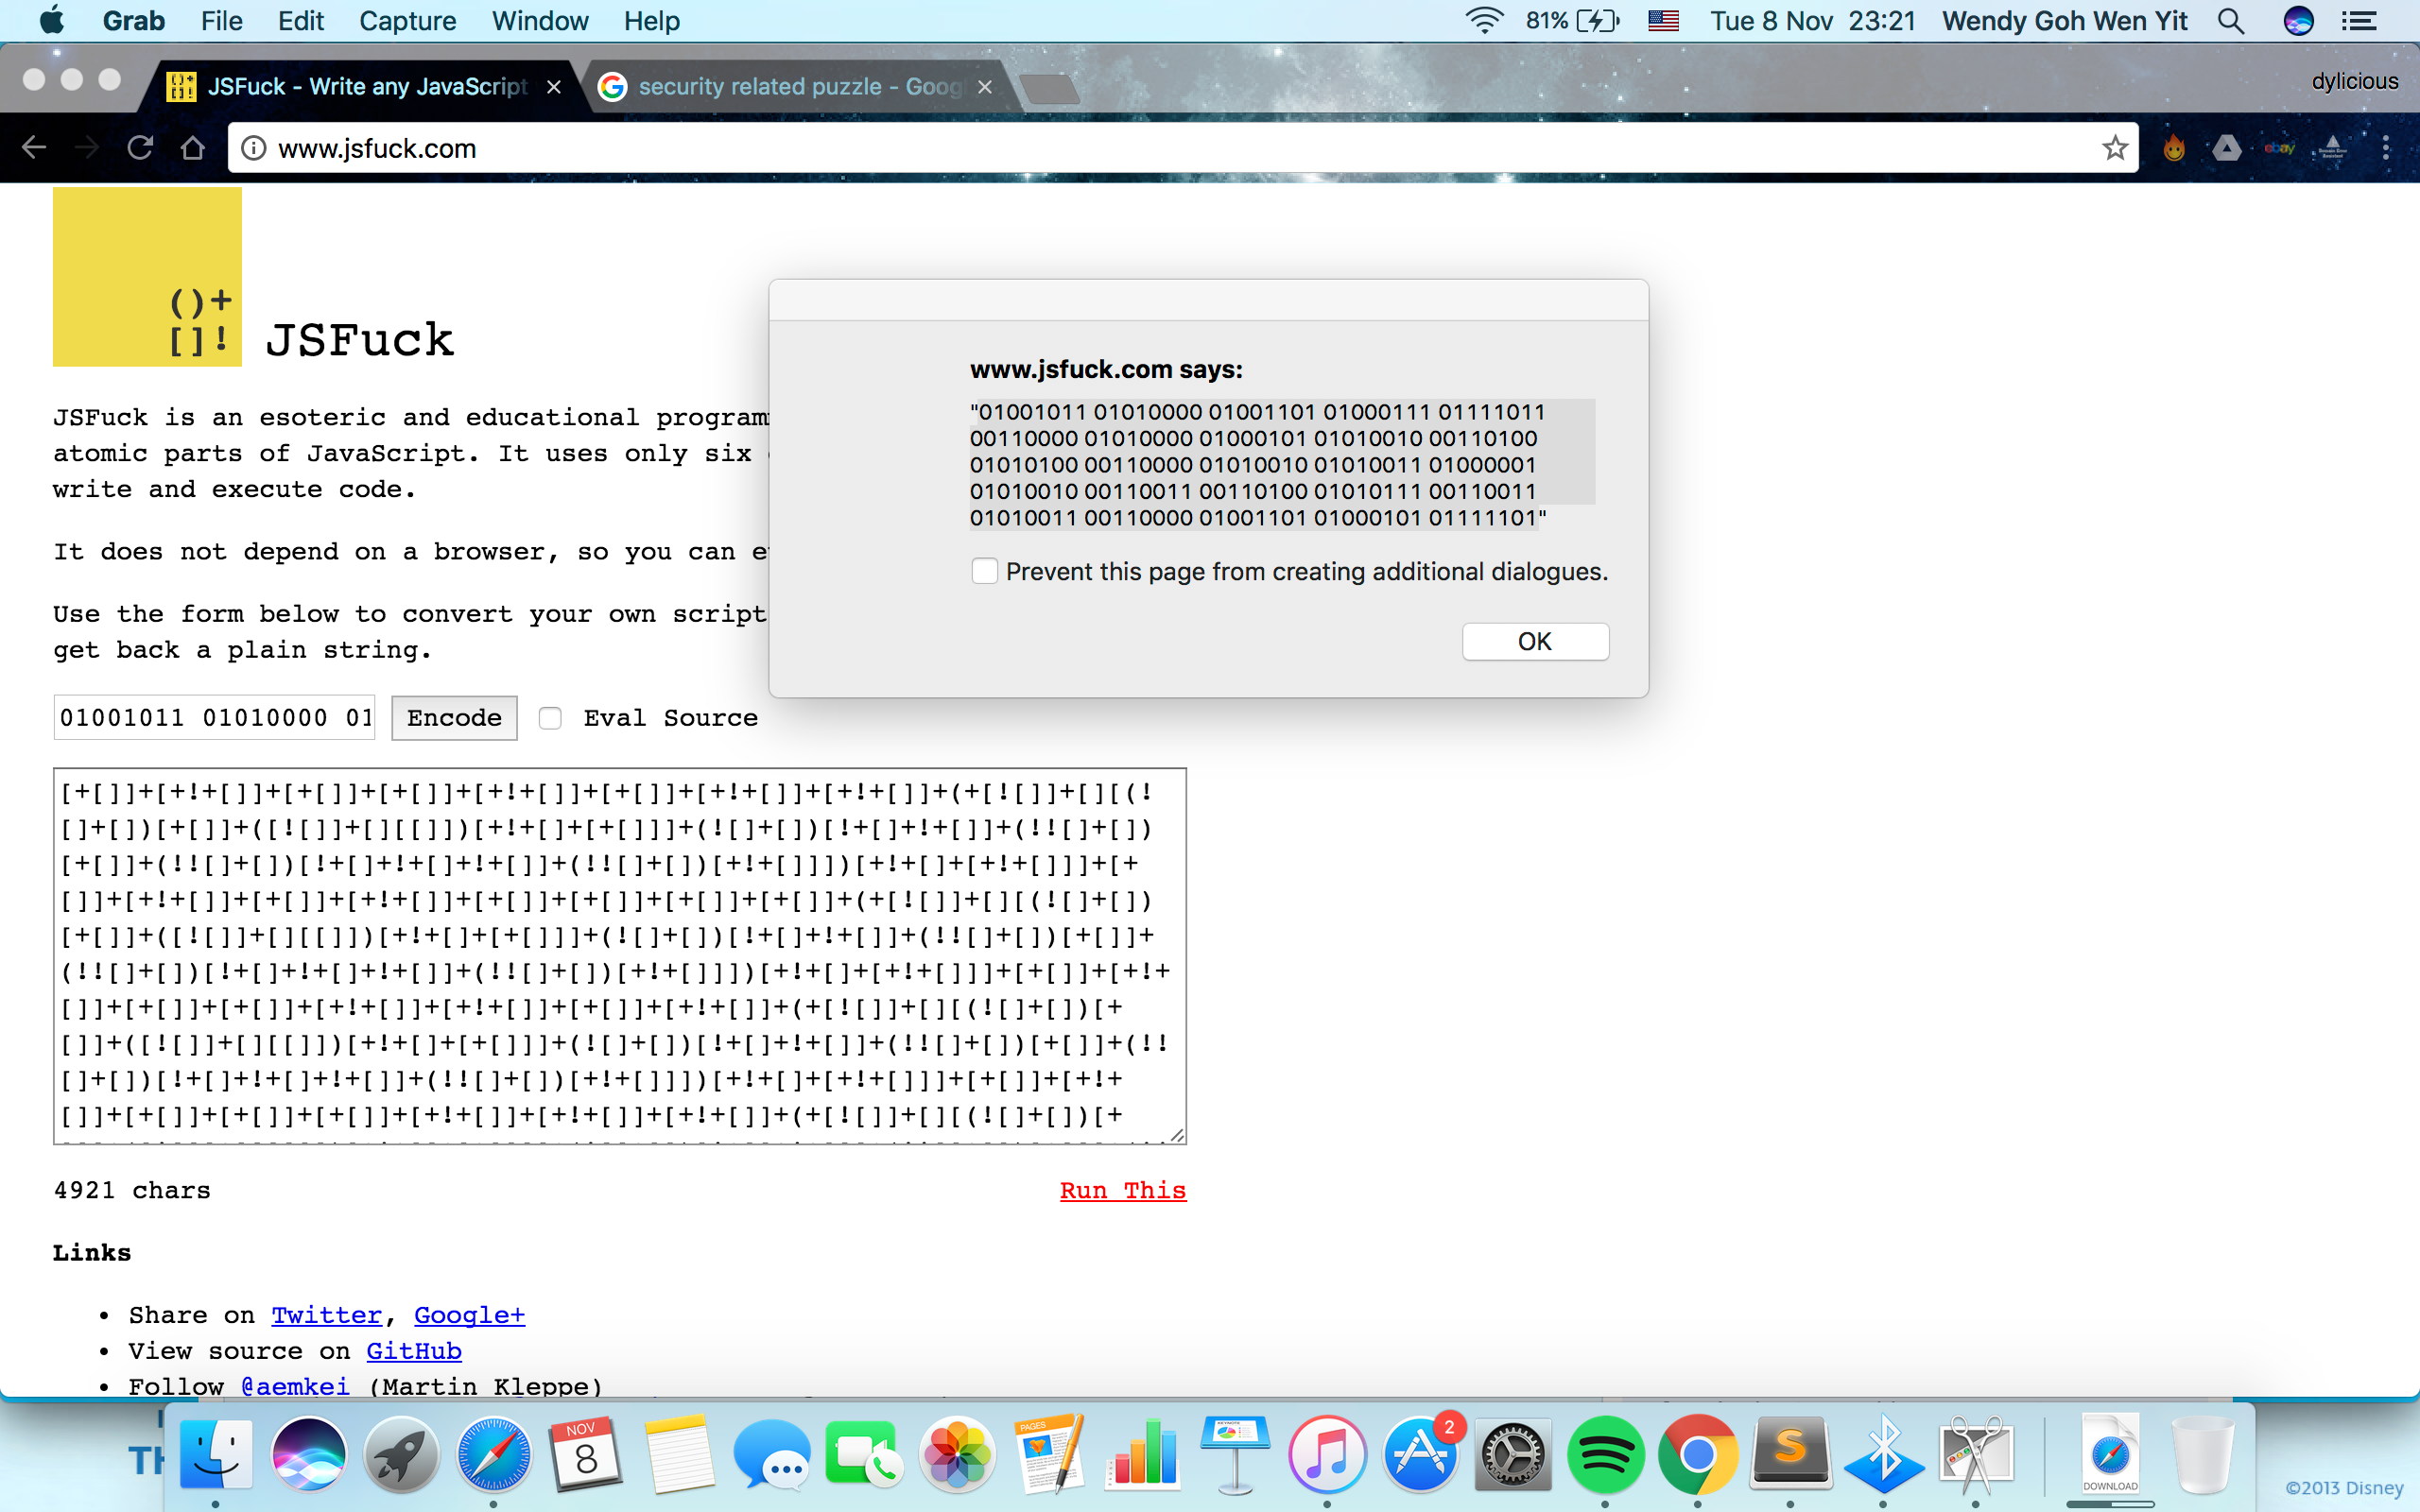 Grab File Edit Capture Window Help 81% Tue 8 Nov 23:21 Wendy Goh Wen Yit
JSFuck - Write any JavaScript × security related puzzle - Goog × dylicious
www.jsfuck.com ebay
()+
[]!
JSFuck
www.jsfuck.com says:
"01001011 01010000 01001101 01000111 01111011
00110000 01010000 01000101 01010010 00110100
01010100 00110000 01010010 01010011 01000001
01010010 00110011 00110100 01010111 00110011
01010011 00110000 01001101 01000101 01111101"
Prevent this page from creating additional dialogues.
OK
JSFuck is an esoteric and educational program
atomic parts of JavaScript. It uses only six
write and execute code.
It does not depend on a browser, so you can e
Use the form below to convert your own script
get back a plain string.
01001011 01010000 01 Encode Eval Source
[+[]]+[+!+[]]+[+[]]+[+[]]+[+!+[]]+[+[]]+[+!+[]]+[+!+[]]+(+[![]]+[][(!
[]+[])[+[]]+([![]]+[][[]])[+!+[]+[+[]]]+(![]+[])[!+[]+!+[]]+(!![]+[])
[+[]]+(!![]+[])[!+[]+!+[]+!+[]]+(!![]+[])[+!+[]]])[+!+[]+[+!+[]]]+[+
[]]+[+!+[]]+[+[]]+[+!+[]]+[+[]]+[+[]]+[+[]]+[+[]]+(+[![]]+[][(![]+[])
[+[]]+([![]]+[][[]])[+!+[]+[+[]]]+(![]+[])[!+[]+!+[]]+(!![]+[])[+[]]+
(!![]+[])[!+[]+!+[]+!+[]]+(!![]+[])[+!+[]]])[+!+[]+[+!+[]]]+[+[]]+[+!+
[]]+[+[]]+[+[]]+[+!+[]]+[+!+[]]+[+[]]+[+!+[]]+(+[![]]+[][(![]+[])[+
[]]+([![]]+[][[]])[+!+[]+[+[]]]+(![]+[])[!+[]+!+[]]+(!![]+[])[+[]]+(!!
[]+[])[!+[]+!+[]+!+[]]+(!![]+[])[+!+[]]])[+!+[]+[+!+[]]]+[+[]]+[+!+
[]]+[+[]]+[+[]]+[+[]]+[+!+[]]+[+!+[]]+[+!+[]]+(+[![]]+[][(![]+[])[+
4921 chars Run This
Links
• Share on Twitter, Google+
• View source on GitHub
• Follow @aemkei (Martin Kleppe)
TH
NOV
8
PAGES
KEYNOTE
2
S
DOWNLOAD
©2013 Disney